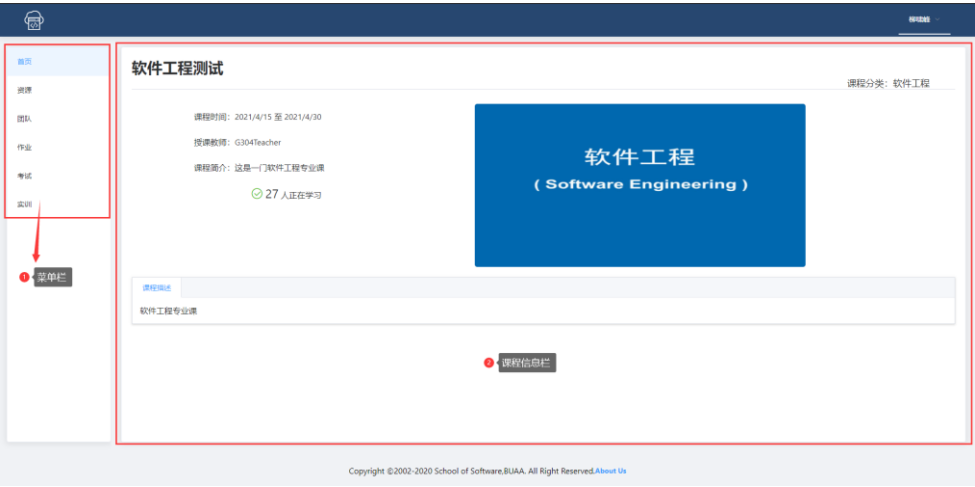 首页
资源
团队
作业
考试
实训
1 菜单栏
软件工程测试
课程分类：软件工程
课程时间：2021/4/15 至 2021/4/30
授课教师：G304Teacher
课程简介：这是一门软件工程专业课
27 人正在学习
软件工程
( Software Engineering )
课程描述
软件工程专业课
2 课程信息栏
Copyright ©2002-2020 School of Software,BUAA. All Right Reserved.About Us